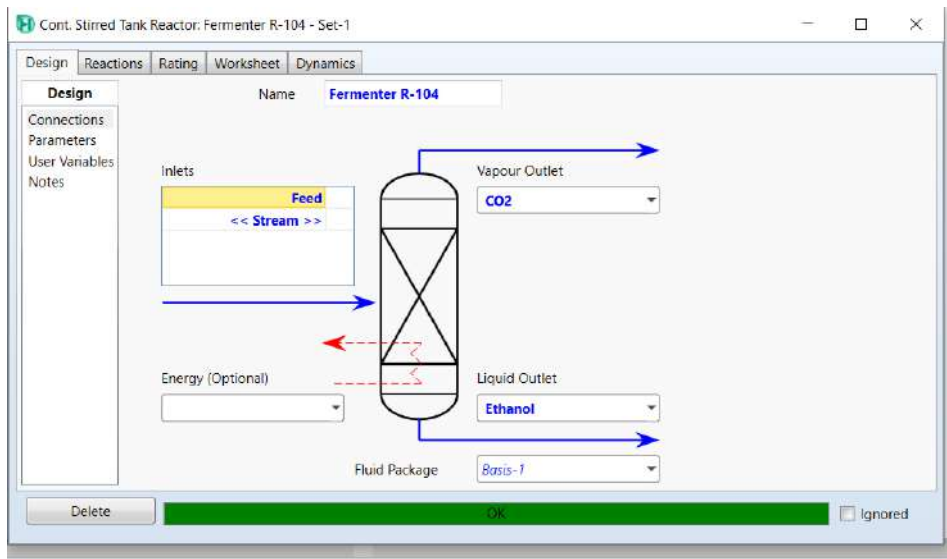 Cont. Stirred Tank Reactor: Fermenter R-104 - Set-1
Design Reactions Rating Worksheet Dynamics
Design
Connections
Parameters
User Variables
Notes
Name Fermenter R-104
Inlets
Feed
<< Stream >>
Vapour Outlet
CO2
Energy (Optional)
Liquid Outlet
Ethanol
Fluid Package Basis-1
Delete OK Ignored